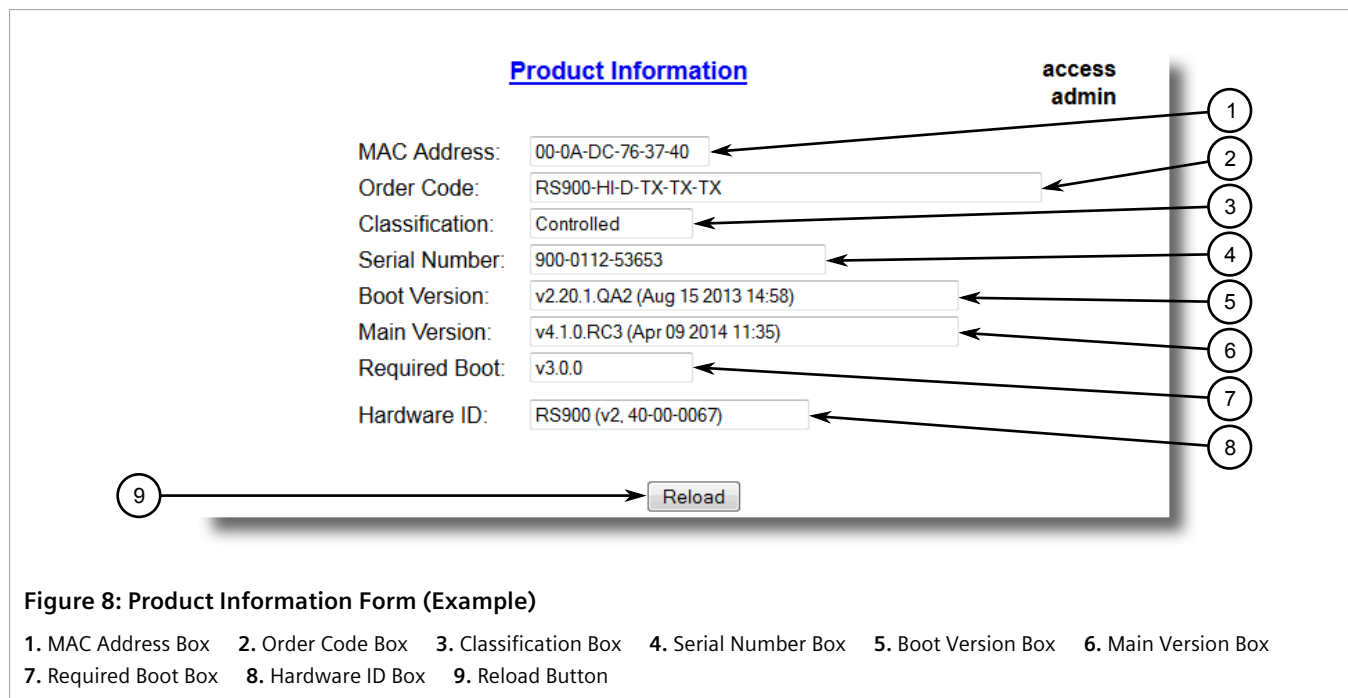 Product Information
access
admin
MAC Address: 00-0A-DC-76-37-40
1
Order Code: RS900-HI-D-TX-TX-TX
2
Classification: Controlled
3
Serial Number: 900-0112-53653
4
Boot Version: v2.20.1.QA2 (Aug 15 2013 14:58)
5
Main Version: v4.1.0.RC3 (Apr 09 2014 11:35)
6
Required Boot: v3.0.0
7
Hardware ID: RS900 (v2, 40-00-0067)
8
9
Reload
Figure 8: Product Information Form (Example)
1. MAC Address Box 2. Order Code Box 3. Classification Box 4. Serial Number Box 5. Boot Version Box 6. Main Version Box
7. Required Boot Box 8. Hardware ID Box 9. Reload Button